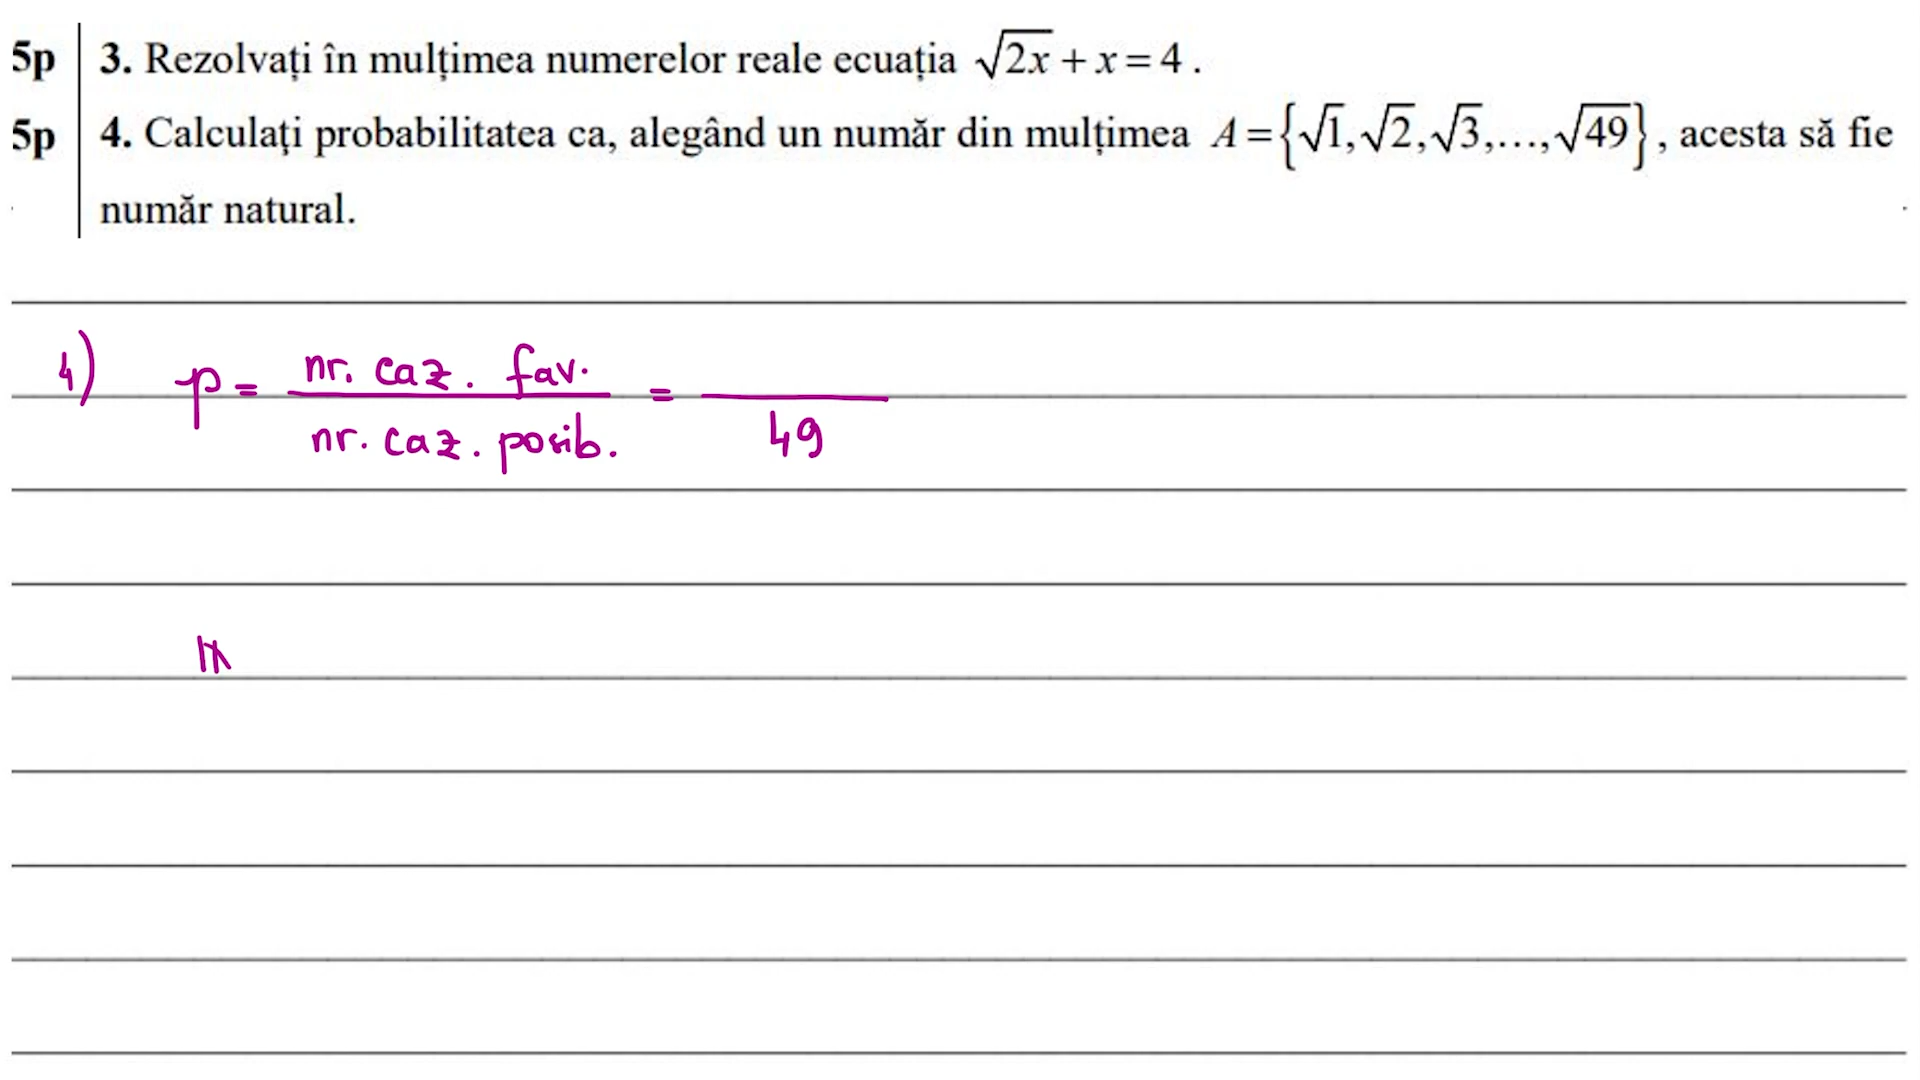 5p 3. Rezolvați în mulțimea numerelor reale ecuația √2x + x = 4 .
5p 4. Calculați probabilitatea ca, alegând un număr din mulțimea A = {√1, √2, √3, ..., √49} , acesta să fie
număr natural.
4) p = nr. caz. fav. / nr. caz. posib. = / 49